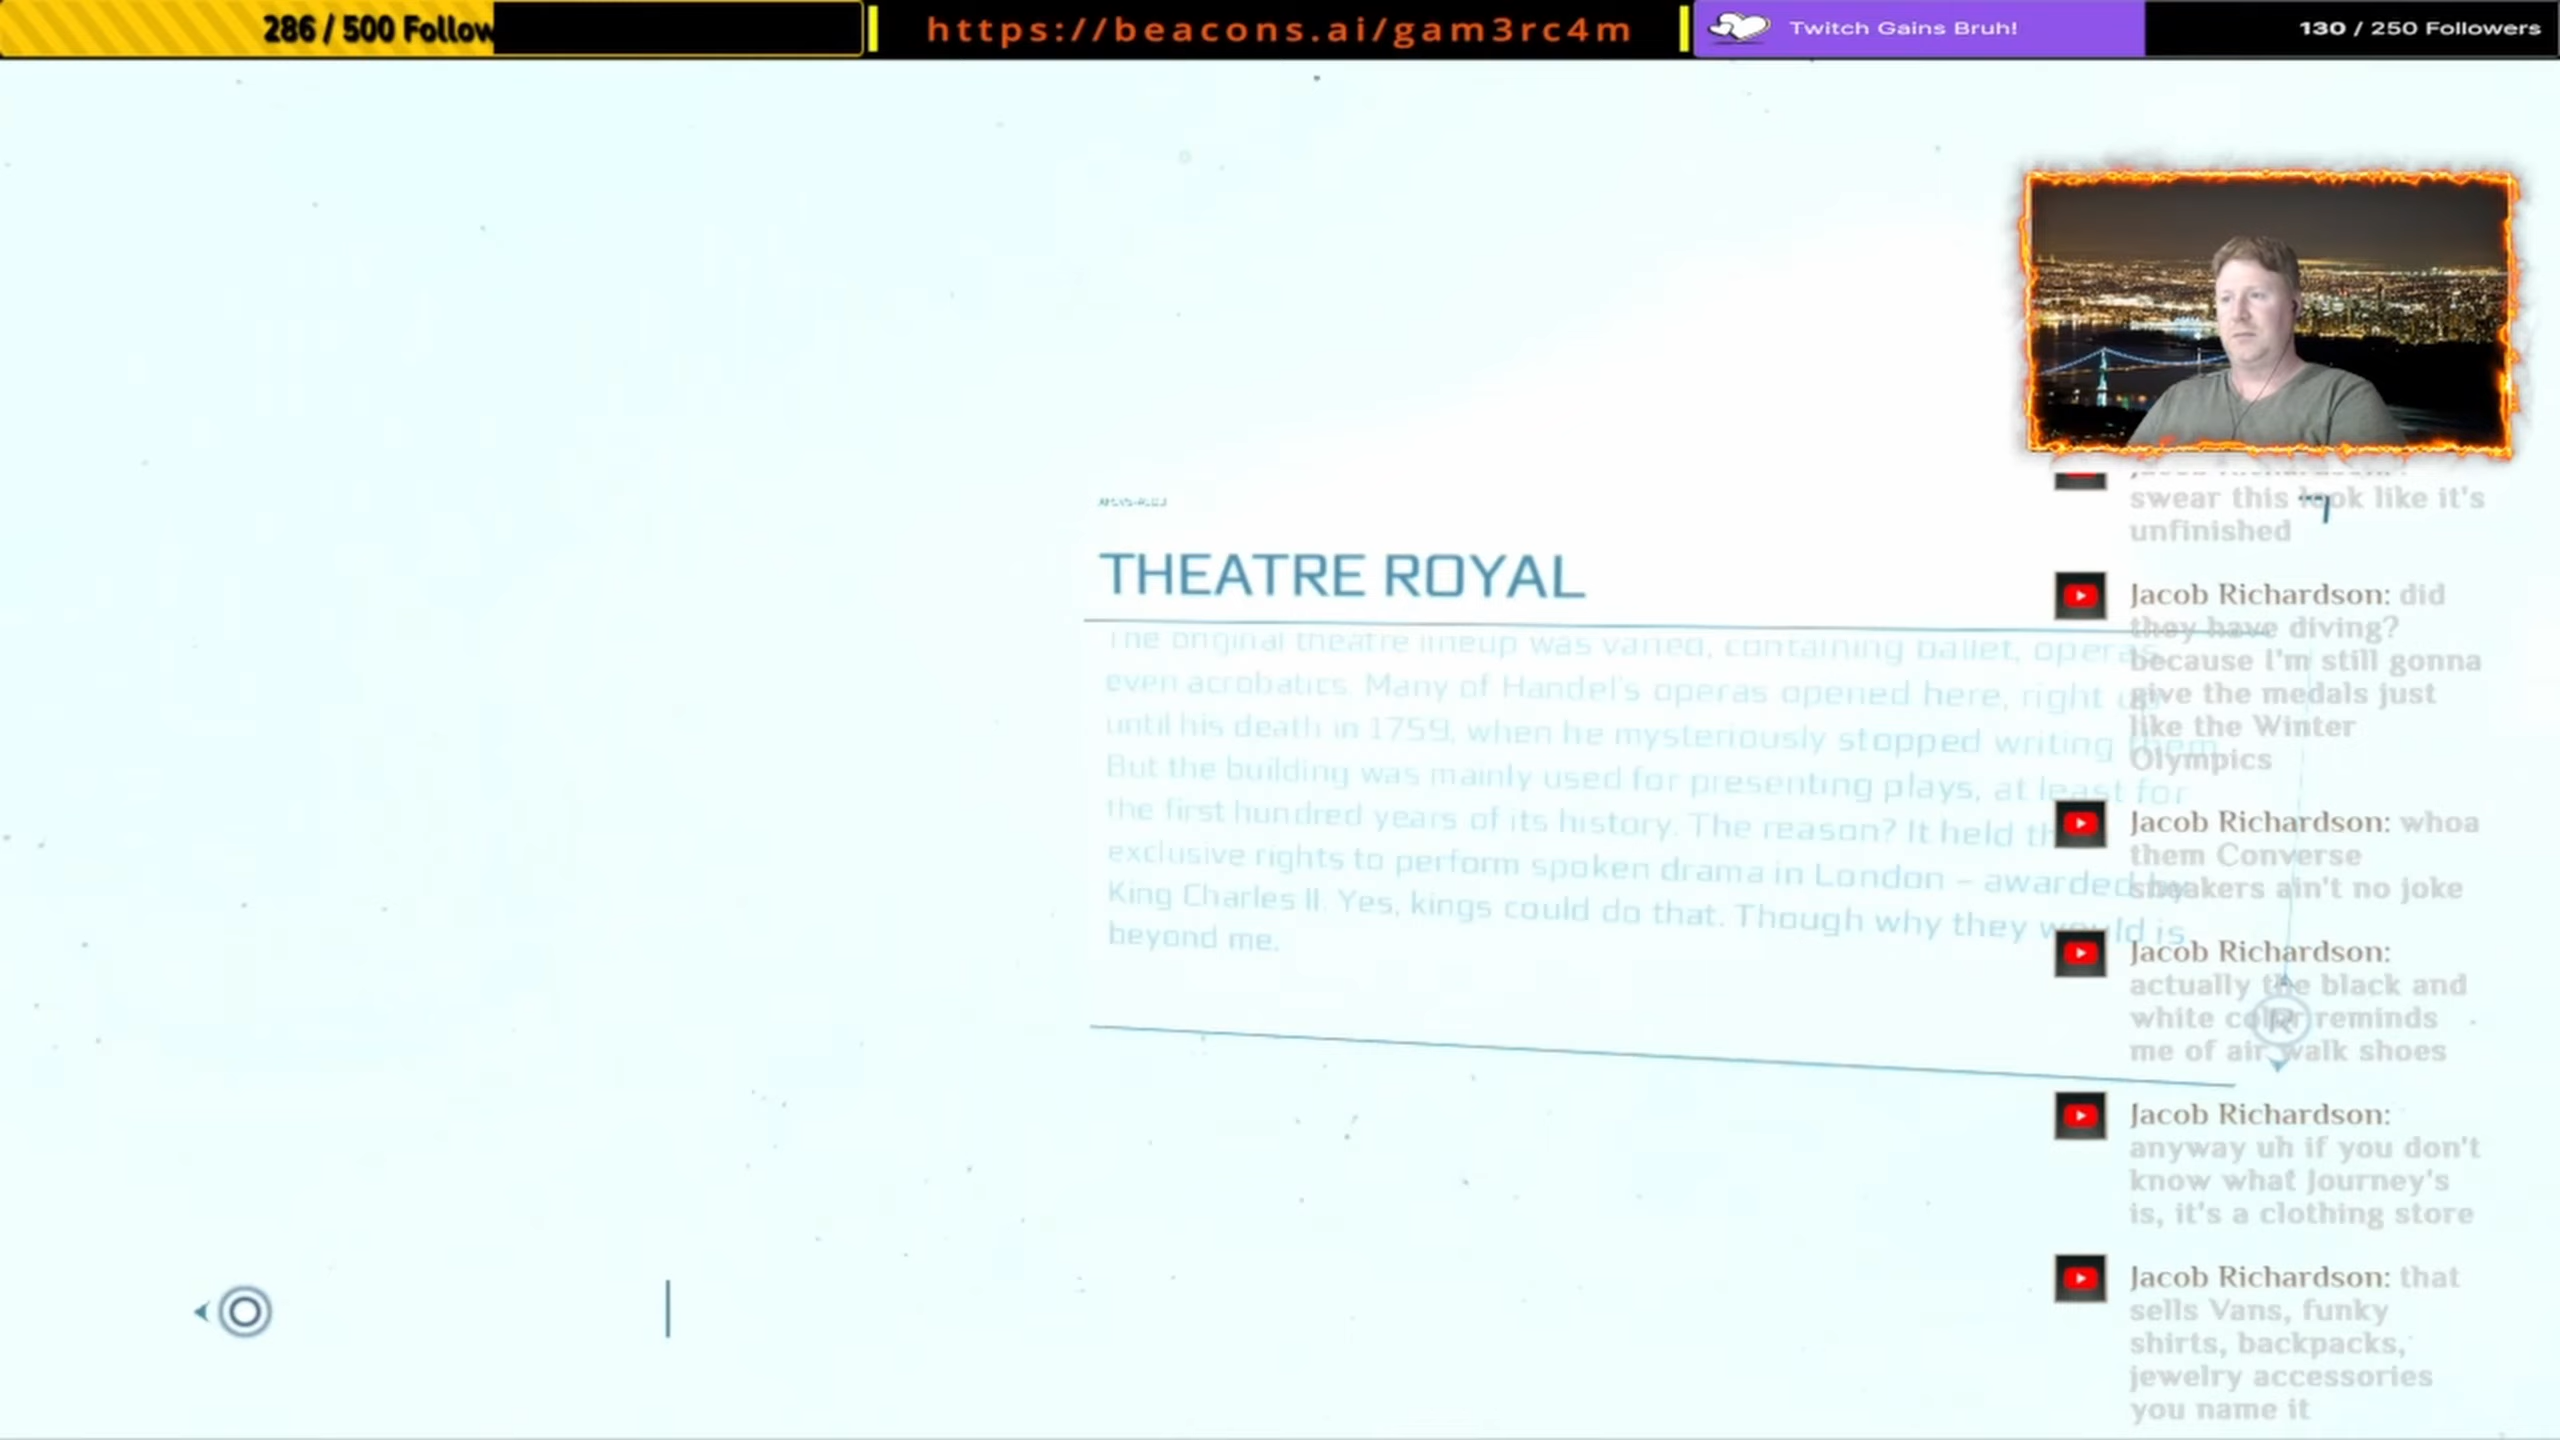 286 / 500 Follow
https://beacons.ai/gam3rc4m
Twitch Gains Bruh!
130 / 250 Followers
THEATRE ROYAL
The original theatre lineup was varied, containing ballet, operas,
even acrobatics. Many of Handel's operas opened here, right up
until his death in 1759, when he mysteriously stopped writing them.
But the building was mainly used for presenting plays, at least for
the first hundred years of its history. The reason? It held
exclusive rights to perform spoken drama in London – awarded by
King Charles II. Yes, kings could do that. Though why they would is
beyond me.
swear this look like it's
unfinished
Jacob Richardson: did
they have diving?
because I'm still gonna
give the medals just
like the Winter
Olympics
Jacob Richardson: whoa
them Converse
sneakers ain't no joke
Jacob Richardson:
actually the black and
white color reminds
me of air walk shoes
R
Jacob Richardson:
anyway uh if you don't
know what Journey's
is, it's a clothing store
Jacob Richardson: that
sells Vans, funky
shirts, backpacks,
jewelry accessories
you name it